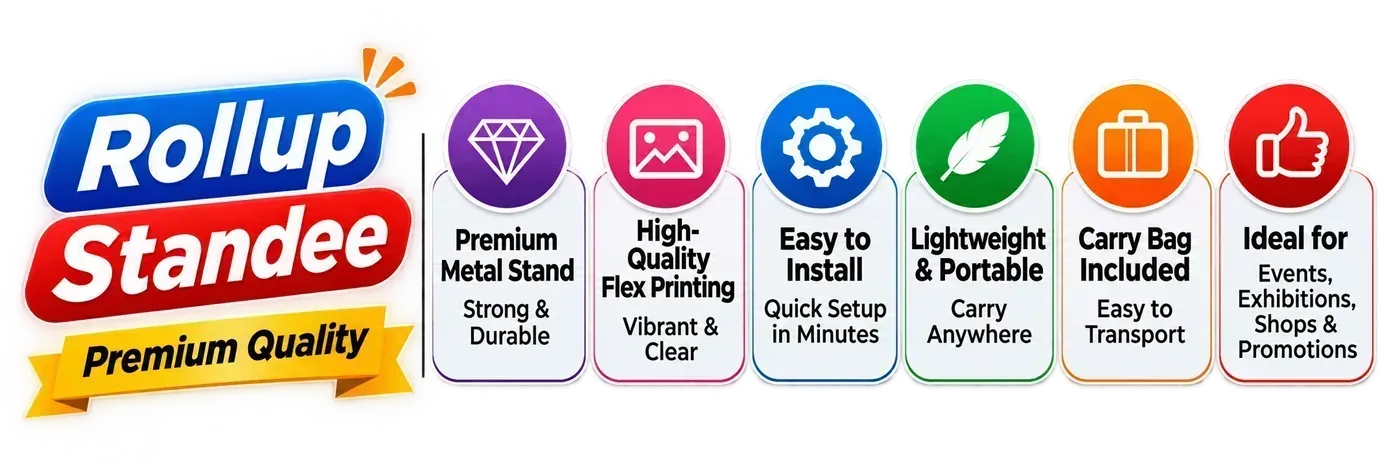 Rollup
Standee
Premium Quality
Premium
Metal Stand
Strong &
Durable
High-
Quality
Flex Printing
Vibrant &
Clear
Easy to
Install
Quick Setup
in Minutes
Lightweight
& Portable
Carry
Anywhere
Carry Bag
Included
Easy to
Transport
Ideal for
Events,
Exhibitions,
Shops &
Promotions